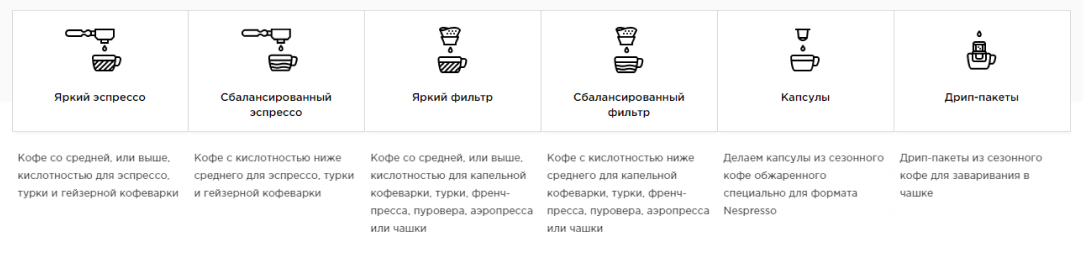 Яркий эспрессо
Сбалансированный
эспрессо
Яркий фильтр
Сбалансированный
фильтр
Капсулы
Дрип-пакеты
Кофе со средней, или выше,
кислотностью для эспрессо,
турки и гейзерной кофеварки
Кофе с кислотностью ниже
среднего для эспрессо, турки
и гейзерной кофеварки
Кофе со средней, или выше,
кислотностью для капельной
кофеварки, турки, френч-
пресса, пуровера, аэропресса
или чашки
Кофе с кислотностью ниже
среднего для капельной
кофеварки, турки, френч-
пресса, пуровера, аэропресса
или чашки
Делаем капсулы из сезонного
кофе обжаренного
специально для формата
Nespresso
Дрип-пакеты из сезонного
кофе для заваривания в
чашке